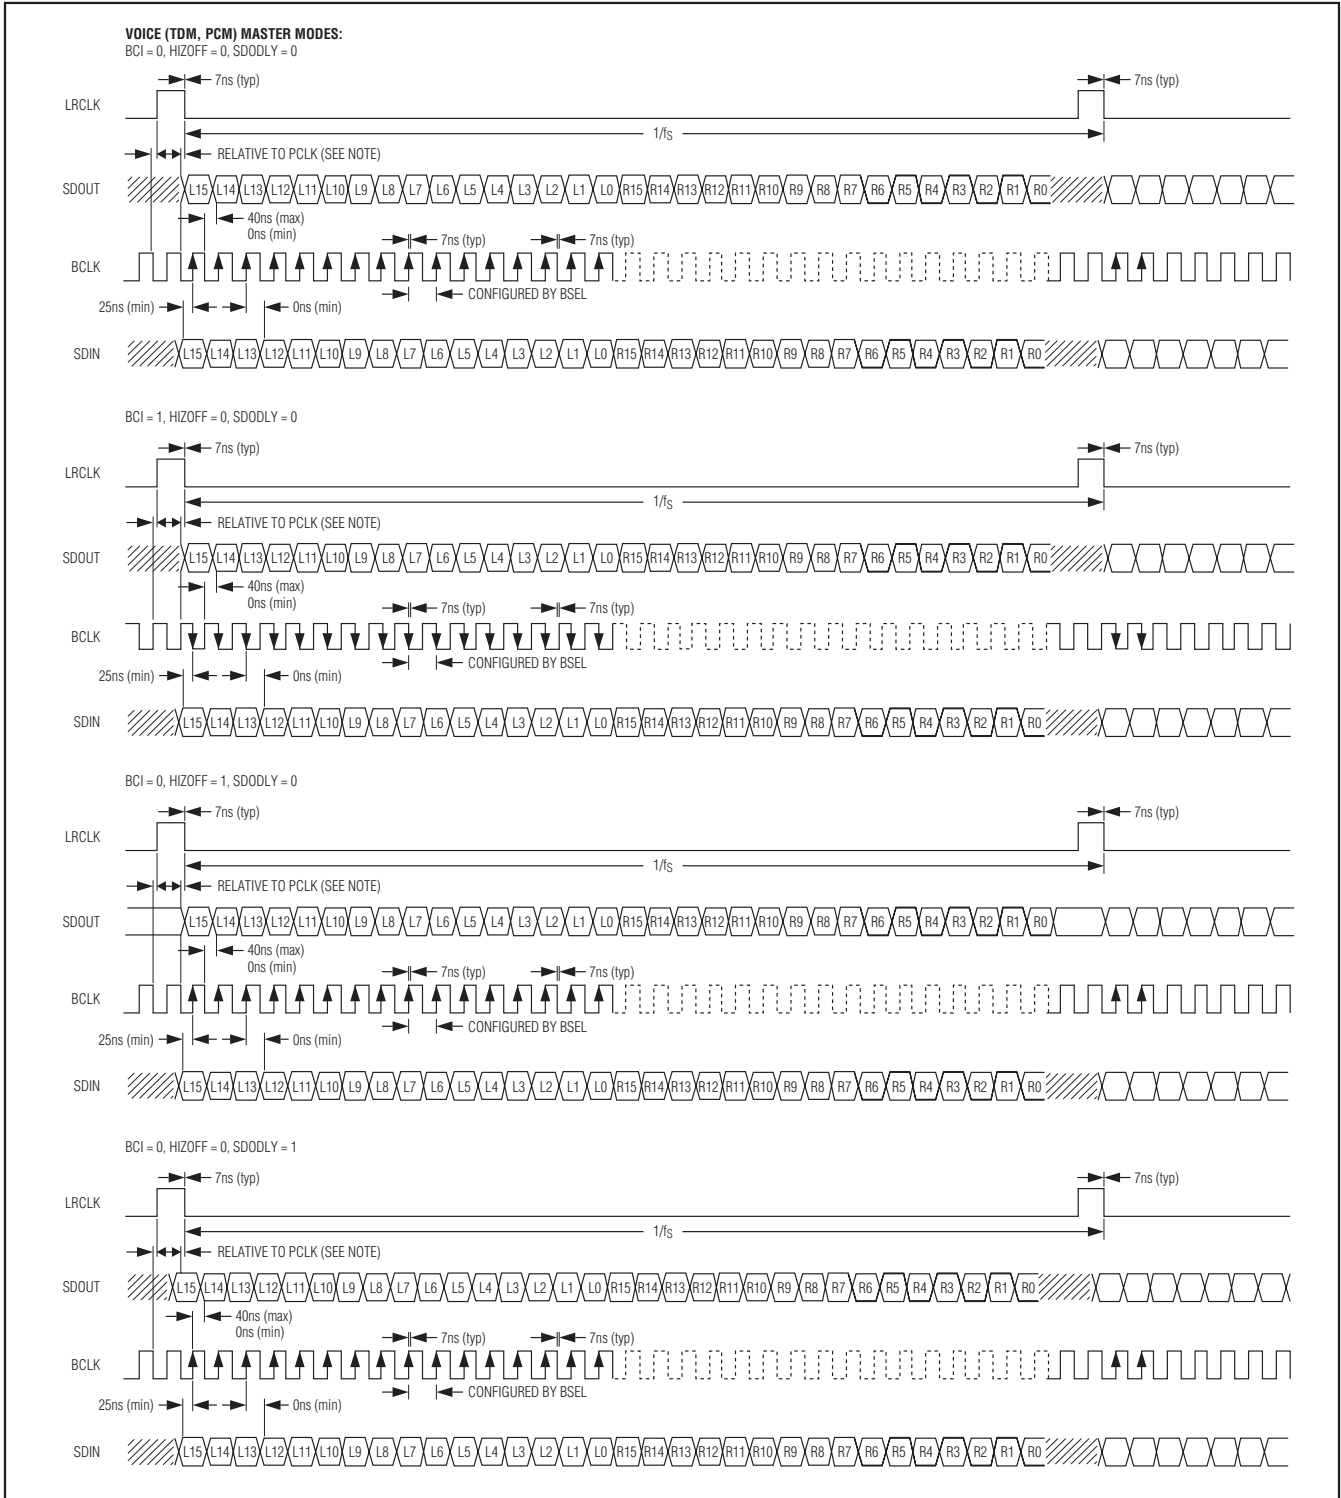 VOICE (TDM, PCM) MASTER MODES:
BCI = 0, HIZOFF = 0, SDODLY = 0
7ns (typ) 7ns (typ)
LRCLK
1/fS
RELATIVE TO PCLK (SEE NOTE)
SDOUT L15 L14 L13 L12 L11 L10 L9 L8 L7 L6 L5 L4 L3 L2 L1 L0 R15 R14 R13 R12 R11 R10 R9 R8 R7 R6 R5 R4 R3 R2 R1 R0
40ns (max)
0ns (min) 7ns (typ) 7ns (typ)
BCLK
CONFIGURED BY BSEL
25ns (min) 0ns (min)
SDIN L15 L14 L13 L12 L11 L10 L9 L8 L7 L6 L5 L4 L3 L2 L1 L0 R15 R14 R13 R12 R11 R10 R9 R8 R7 R6 R5 R4 R3 R2 R1 R0
BCI = 1, HIZOFF = 0, SDODLY = 0
7ns (typ) 7ns (typ)
LRCLK
1/fS
RELATIVE TO PCLK (SEE NOTE)
SDOUT L15 L14 L13 L12 L11 L10 L9 L8 L7 L6 L5 L4 L3 L2 L1 L0 R15 R14 R13 R12 R11 R10 R9 R8 R7 R6 R5 R4 R3 R2 R1 R0
40ns (max)
0ns (min) 7ns (typ) 7ns (typ)
BCLK
CONFIGURED BY BSEL
25ns (min) 0ns (min)
SDIN L15 L14 L13 L12 L11 L10 L9 L8 L7 L6 L5 L4 L3 L2 L1 L0 R15 R14 R13 R12 R11 R10 R9 R8 R7 R6 R5 R4 R3 R2 R1 R0
BCI = 0, HIZOFF = 1, SDODLY = 0
7ns (typ) 7ns (typ)
LRCLK
1/fS
RELATIVE TO PCLK (SEE NOTE)
SDOUT L15 L14 L13 L12 L11 L10 L9 L8 L7 L6 L5 L4 L3 L2 L1 L0 R15 R14 R13 R12 R11 R10 R9 R8 R7 R6 R5 R4 R3 R2 R1 R0
40ns (max)
0ns (min) 7ns (typ) 7ns (typ)
BCLK
CONFIGURED BY BSEL
25ns (min) 0ns (min)
SDIN L15 L14 L13 L12 L11 L10 L9 L8 L7 L6 L5 L4 L3 L2 L1 L0 R15 R14 R13 R12 R11 R10 R9 R8 R7 R6 R5 R4 R3 R2 R1 R0
BCI = 0, HIZOFF = 0, SDODLY = 1
7ns (typ) 7ns (typ)
LRCLK
1/fS
RELATIVE TO PCLK (SEE NOTE)
SDOUT L15 L14 L13 L12 L11 L10 L9 L8 L7 L6 L5 L4 L3 L2 L1 L0 R15 R14 R13 R12 R11 R10 R9 R8 R7 R6 R5 R4 R3 R2 R1 R0
40ns (max)
0ns (min) 7ns (typ) 7ns (typ)
BCLK
CONFIGURED BY BSEL
25ns (min) 0ns (min)
SDIN L15 L14 L13 L12 L11 L10 L9 L8 L7 L6 L5 L4 L3 L2 L1 L0 R15 R14 R13 R12 R11 R10 R9 R8 R7 R6 R5 R4 R3 R2 R1 R0